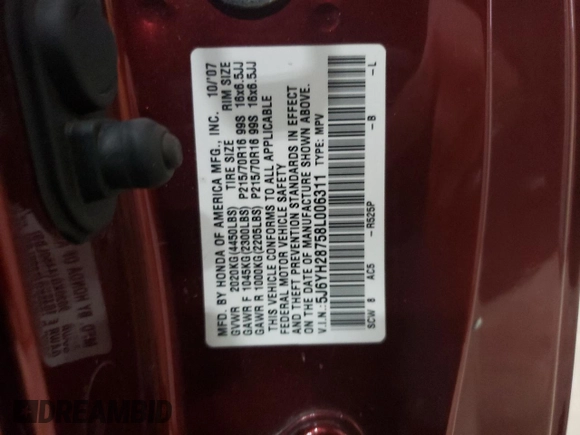 MFD. BY HONDA OF AMERICA MFG., INC. 10/'07
GVWR 2020KG(4450LBS) TIRE SIZE RIM SIZE
GAWR F 1045KG(2300LBS) P215/70R16 99S 16x6.5JJ
GAWR R 1000KG(2205LBS) P215/70R16 99S 16x6.5JJ
THIS VEHICLE CONFORMS TO ALL APPLICABLE
FEDERAL MOTOR VEHICLE SAFETY
AND THEFT PREVENTION STANDARDS IN EFFECT
ON THE DATE OF MANUFACTURE SHOWN ABOVE.
V.I.N.: 5J6YH28758L006311 TYPE: MPV
SCW 8 AC5 -R525P -B -L
DREAMBID